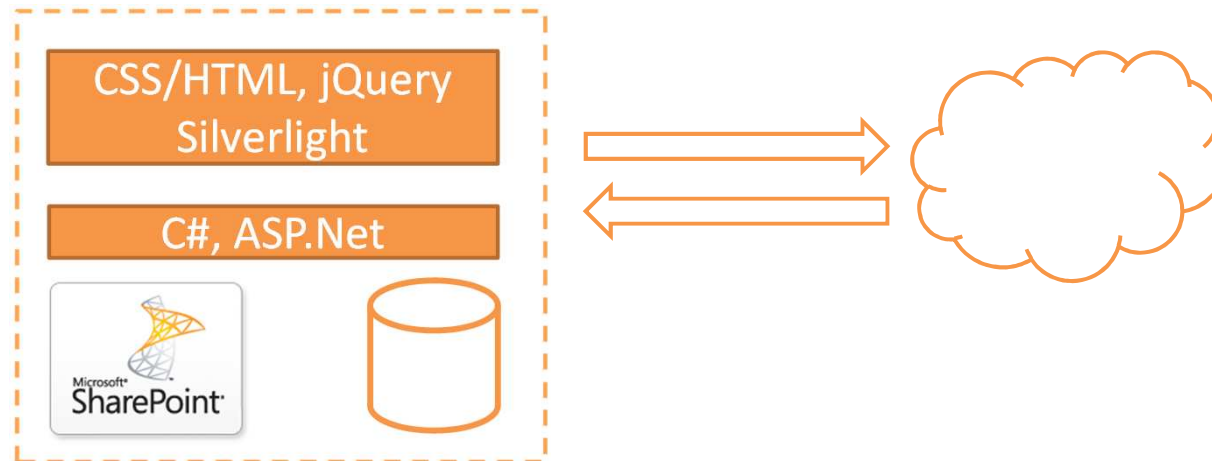 CSS/HTML, jQuery
Silverlight
C#, ASP.Net
Microsoft®
SharePoint®